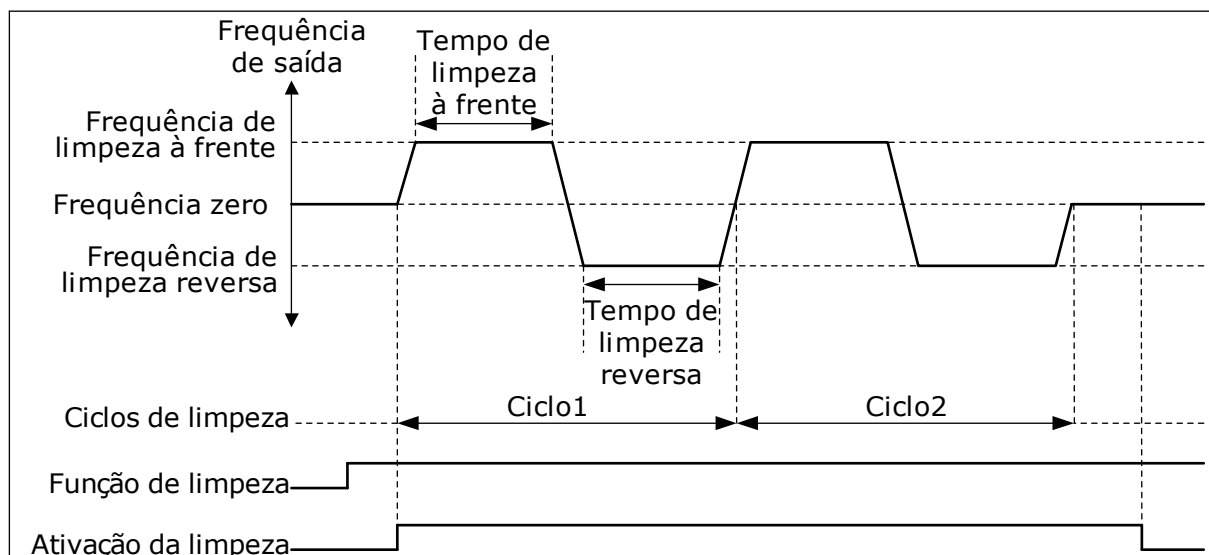 Frequência
de saída
Tempo de
limpeza
à frente
Frequência de
limpeza à frente
Frequência zero
Frequência de
limpeza reversa
Tempo de
limpeza
reversa
Ciclos de limpeza
Ciclo1
Ciclo2
Função de limpeza
Ativação da limpeza